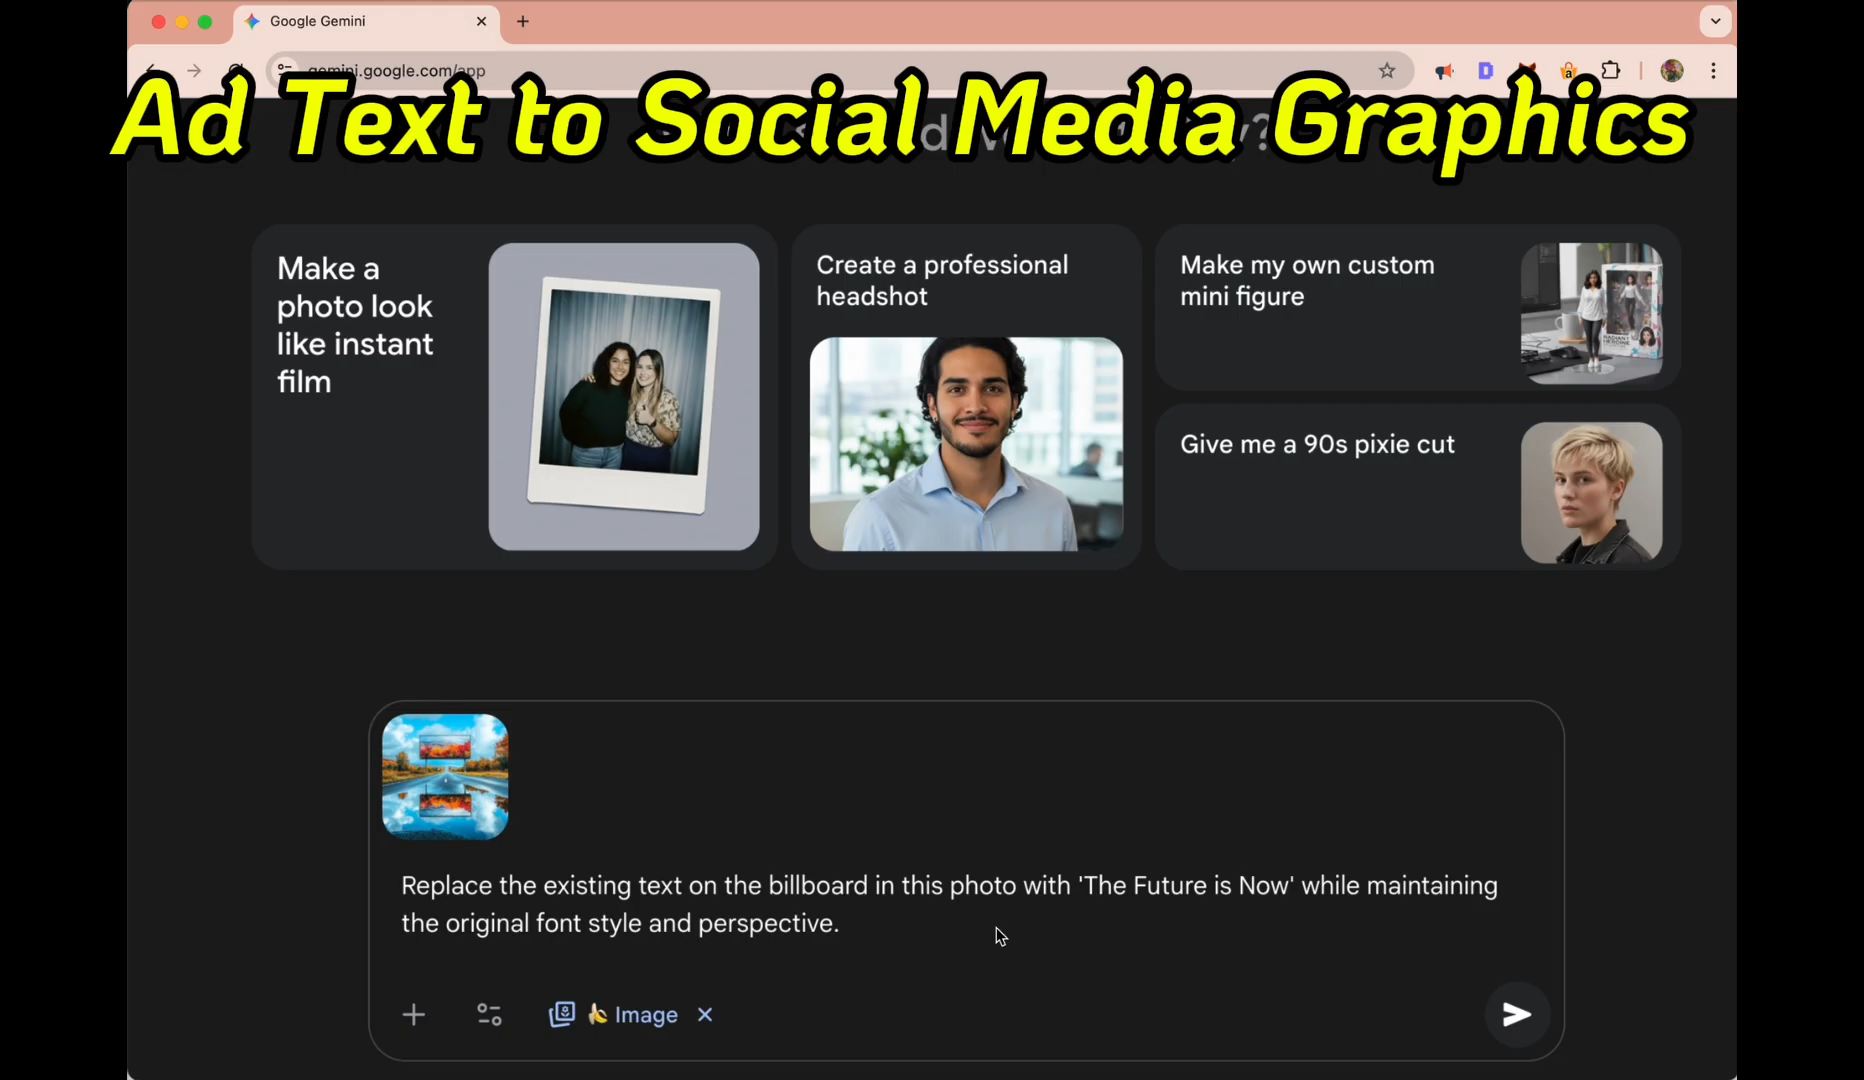 Google Gemini
gemini.google.com/app
Ad Text to Social Media Graphics
Make a
photo look
like instant
film
Create a professional
headshot
Make my own custom
mini figure
RADIANT
HEROINE
Give me a 90s pixie cut
Replace the existing text on the billboard in this photo with 'The Future is Now' while maintaining
the original font style and perspective.
Image